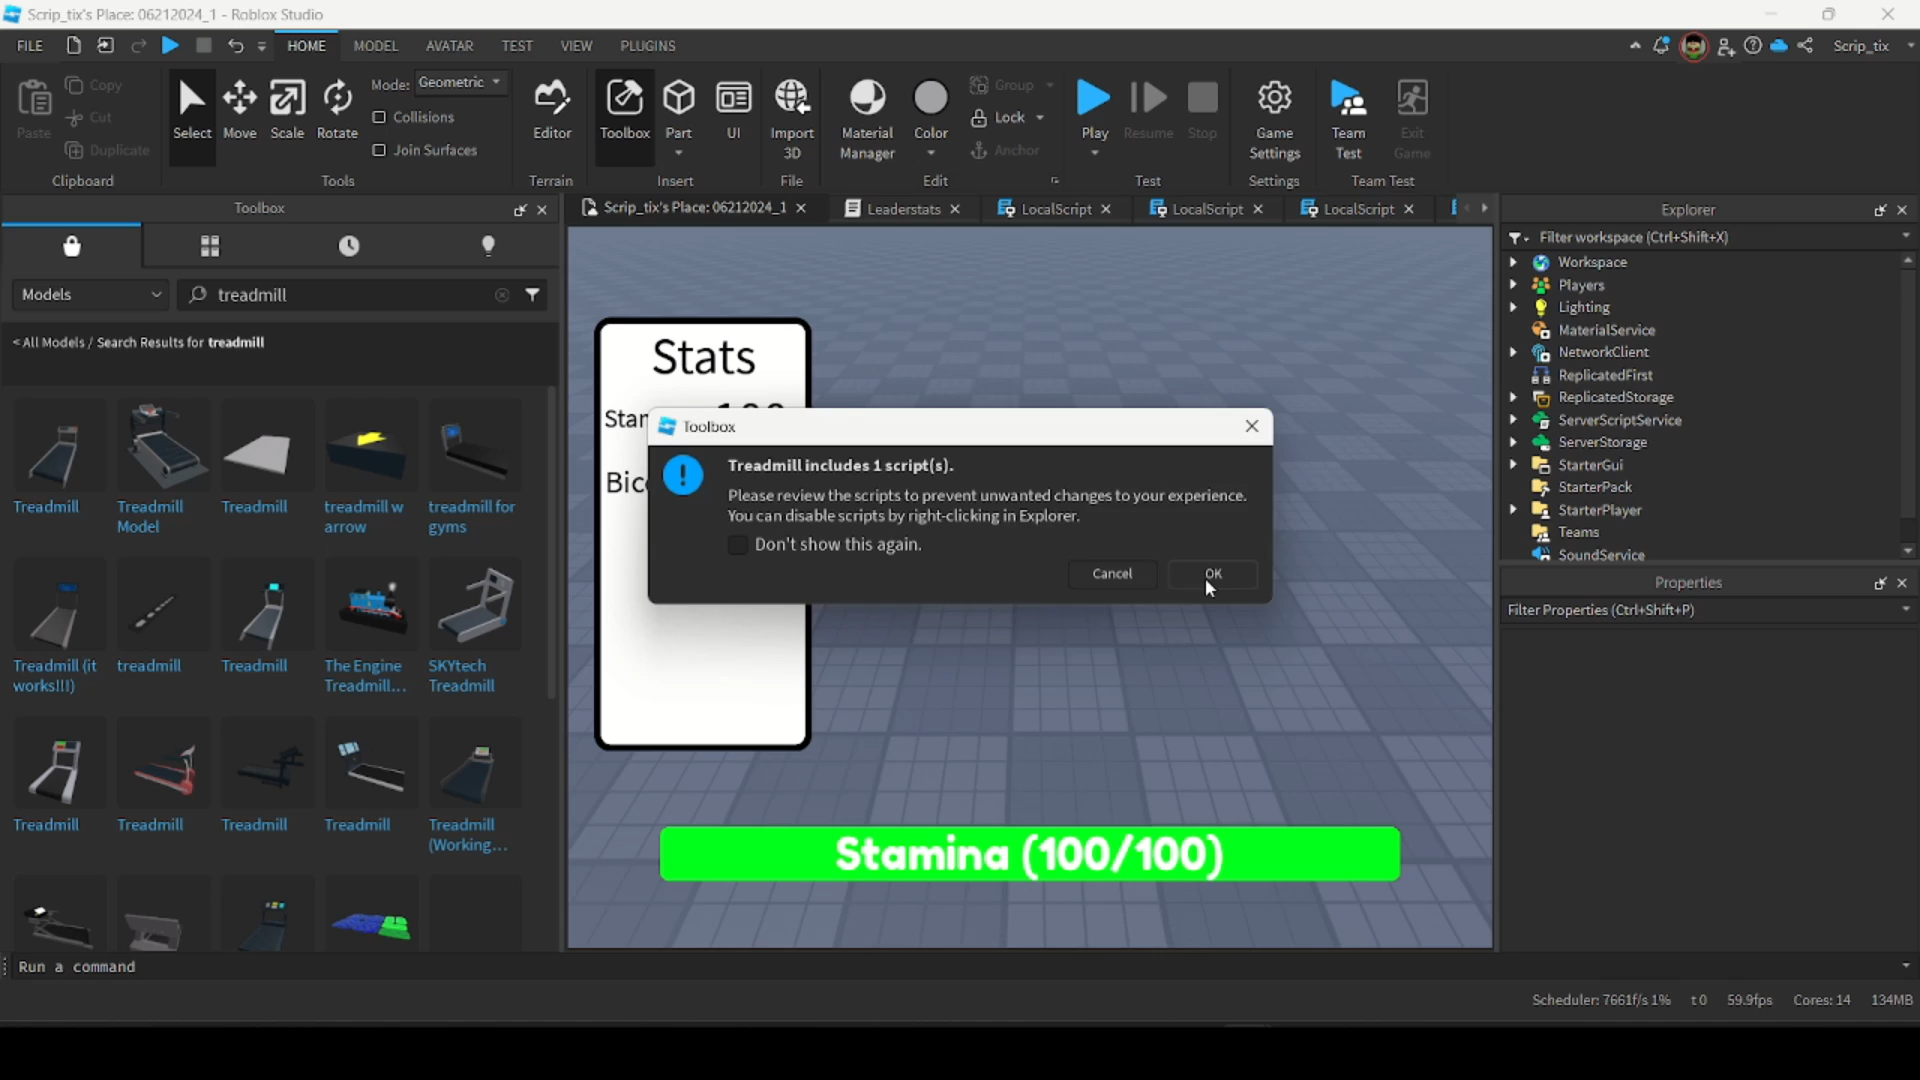 Scrip_tix's Place: 06212024_1 - Roblox Studio
FILE HOME MODEL AVATAR TEST VIEW PLUGINS Scrip_tix
Paste Copy Cut Duplicate
Clipboard
Select Move Scale Rotate
Mode: Geometric
Collisions
Join Surfaces
Tools
Editor
Terrain
Toolbox Part UI
Insert
Import 3D
File
Material Manager
Color
Group
Lock
Anchor
Edit
Play Resume Stop
Test
Game Settings
Settings
Team Test
Exit Game
Team Test
Toolbox
Models
treadmill
< All Models / Search Results for treadmill
Treadmill
Treadmill Model
Treadmill
treadmill w arrow
treadmill for gyms
Treadmill (it works!!!)
treadmill
Treadmill
The Engine Treadmill...
SKYtech Treadmill
Treadmill
Treadmill
Treadmill
Treadmill
Treadmill (Working...
Scrip_tix's Place: 06212024_1
Leaderstats
LocalScript
LocalScript
LocalScript
Stats
Toolbox
Treadmill includes 1 script(s).
Please review the scripts to prevent unwanted changes to your experience.
You can disable scripts by right-clicking in Explorer.
Don't show this again.
Cancel OK
Stamina (100/100)
Explorer
Filter workspace (Ctrl+Shift+X)
Workspace
Players
Lighting
MaterialService
NetworkClient
ReplicatedFirst
ReplicatedStorage
ServerScriptService
ServerStorage
StarterGui
StarterPack
StarterPlayer
Teams
SoundService
Properties
Filter Properties (Ctrl+Shift+P)
Run a command
Scheduler: 7661f/s 1% t 0 59.9fps Cores: 14 134MB